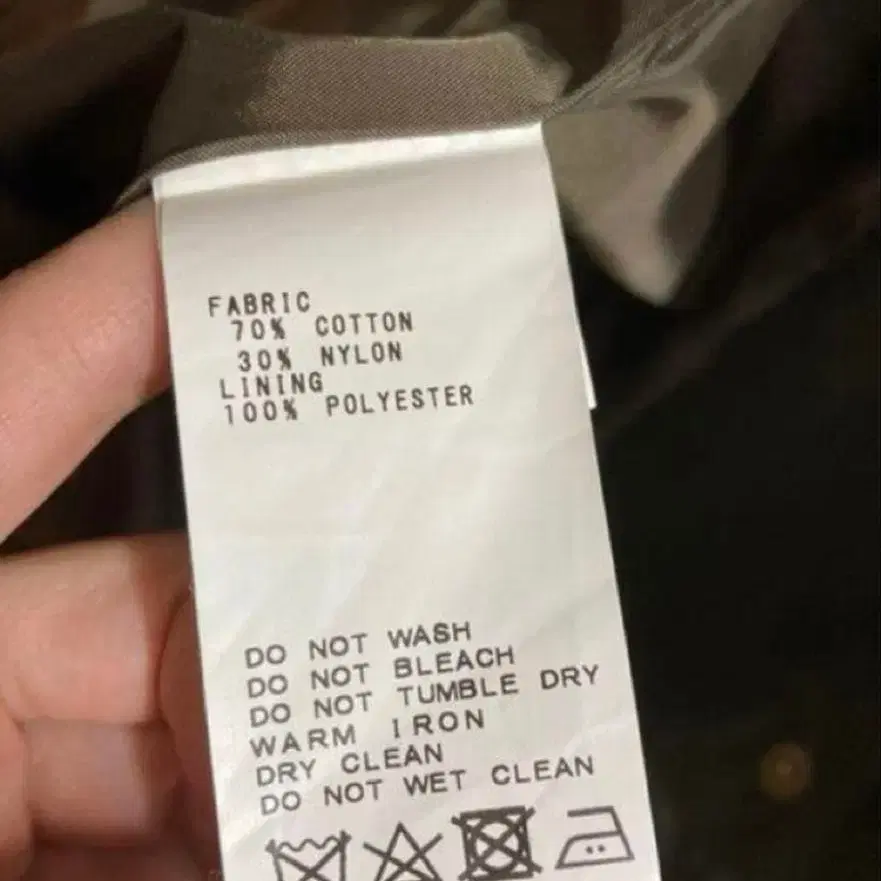 FABRIC
70% COTTON
30% NYLON
LINING
100% POLYESTER
DO NOT WASH
DO NOT BLEACH
DO NOT TUMBLE DRY
WARM IRON
DRY CLEAN
DO NOT WET CLEAN